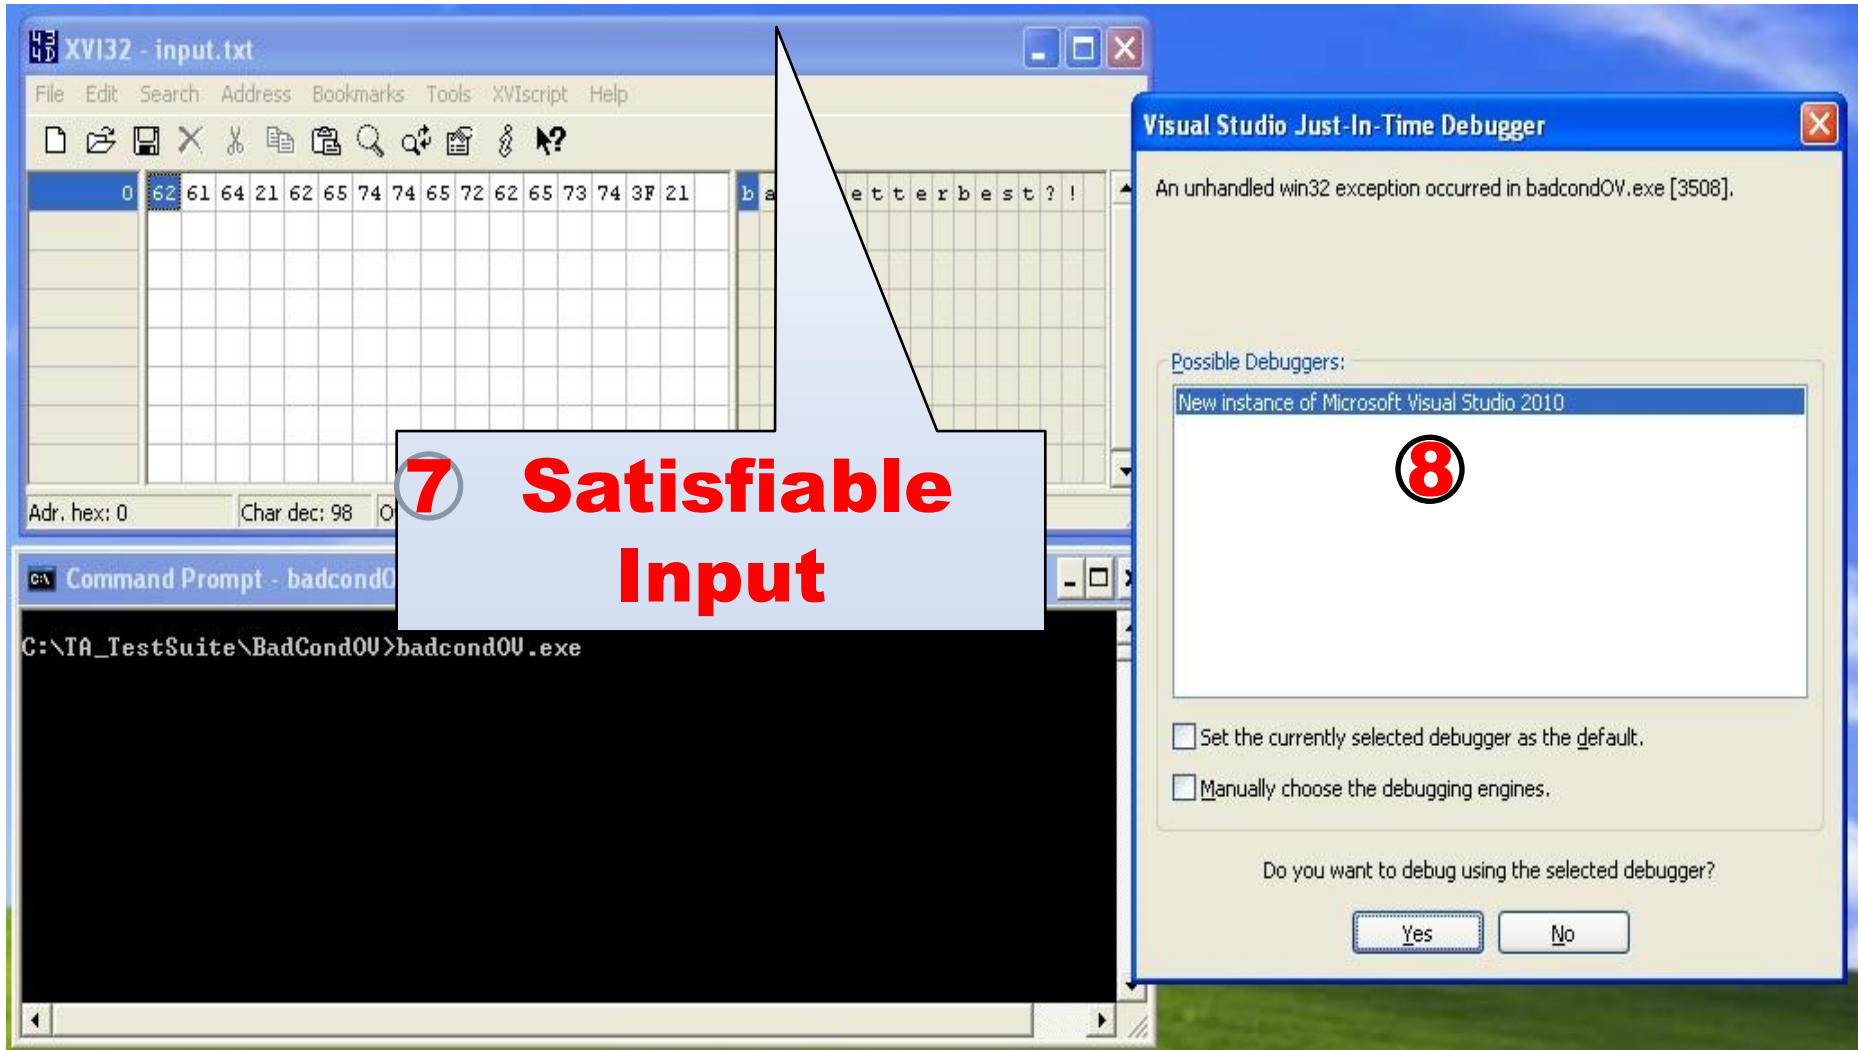 XVI32 - input.txt
File Edit Search Address Bookmarks Tools XVIscript Help
0 62 61 64 21 62 65 74 74 65 72 62 65 73 74 3F 21 b a e t t e r b e s t ? !
Adr. hex: 0 Char dec: 98
7 Satisfiable
Input
Command Prompt - badcondO
C:\TA_TestSuite\BadCondOV>badcondOV.exe
Visual Studio Just-In-Time Debugger
An unhandled win32 exception occurred in badcondOV.exe [3508].
Possible Debuggers:
New instance of Microsoft Visual Studio 2010
8
Set the currently selected debugger as the default.
Manually choose the debugging engines.
Do you want to debug using the selected debugger?
Yes No